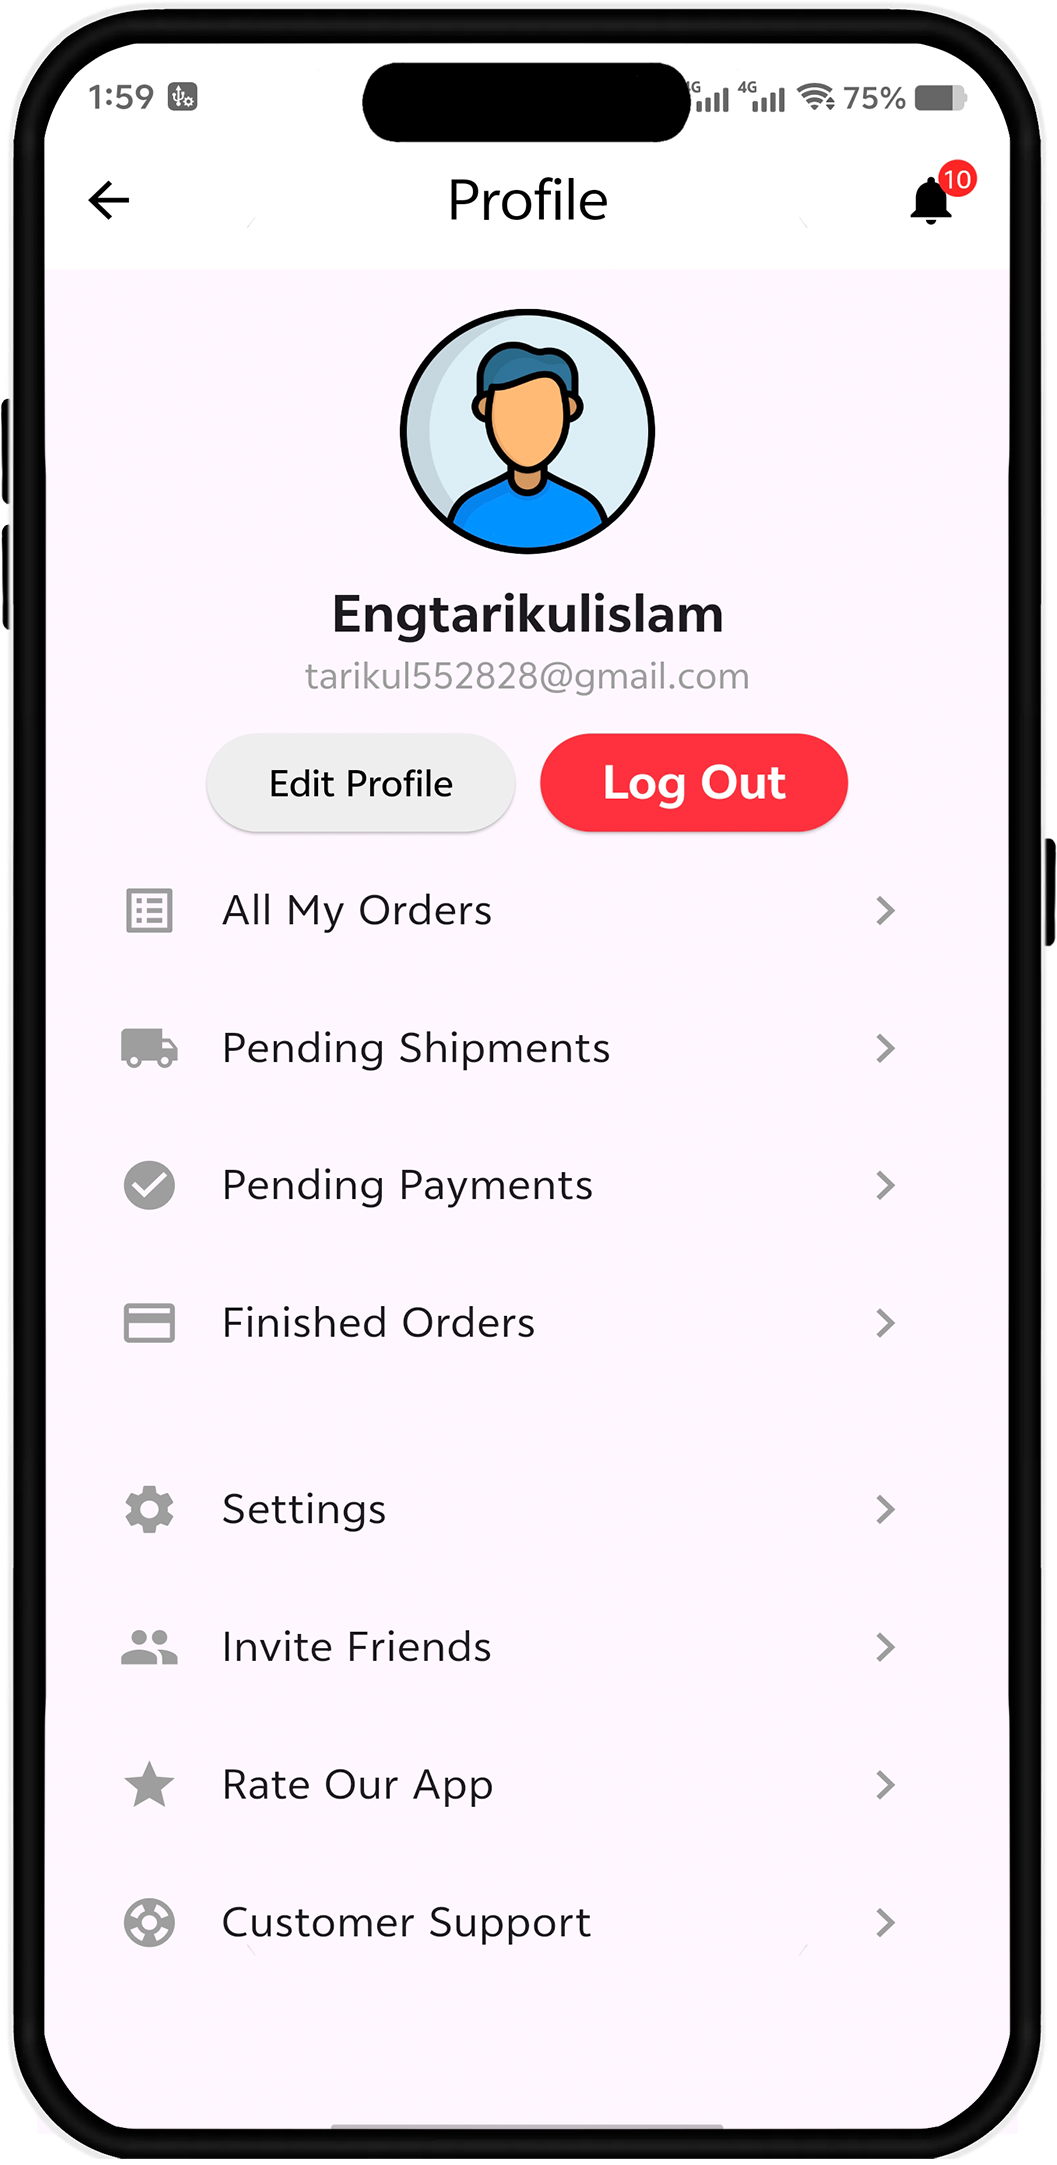 1:59 4G 4G 75%
Profile
10
Engtarikulislam
tarikul552828@gmail.com
Edit Profile Log Out
All My Orders
Pending Shipments
Pending Payments
Finished Orders
Settings
Invite Friends
Rate Our App
Customer Support